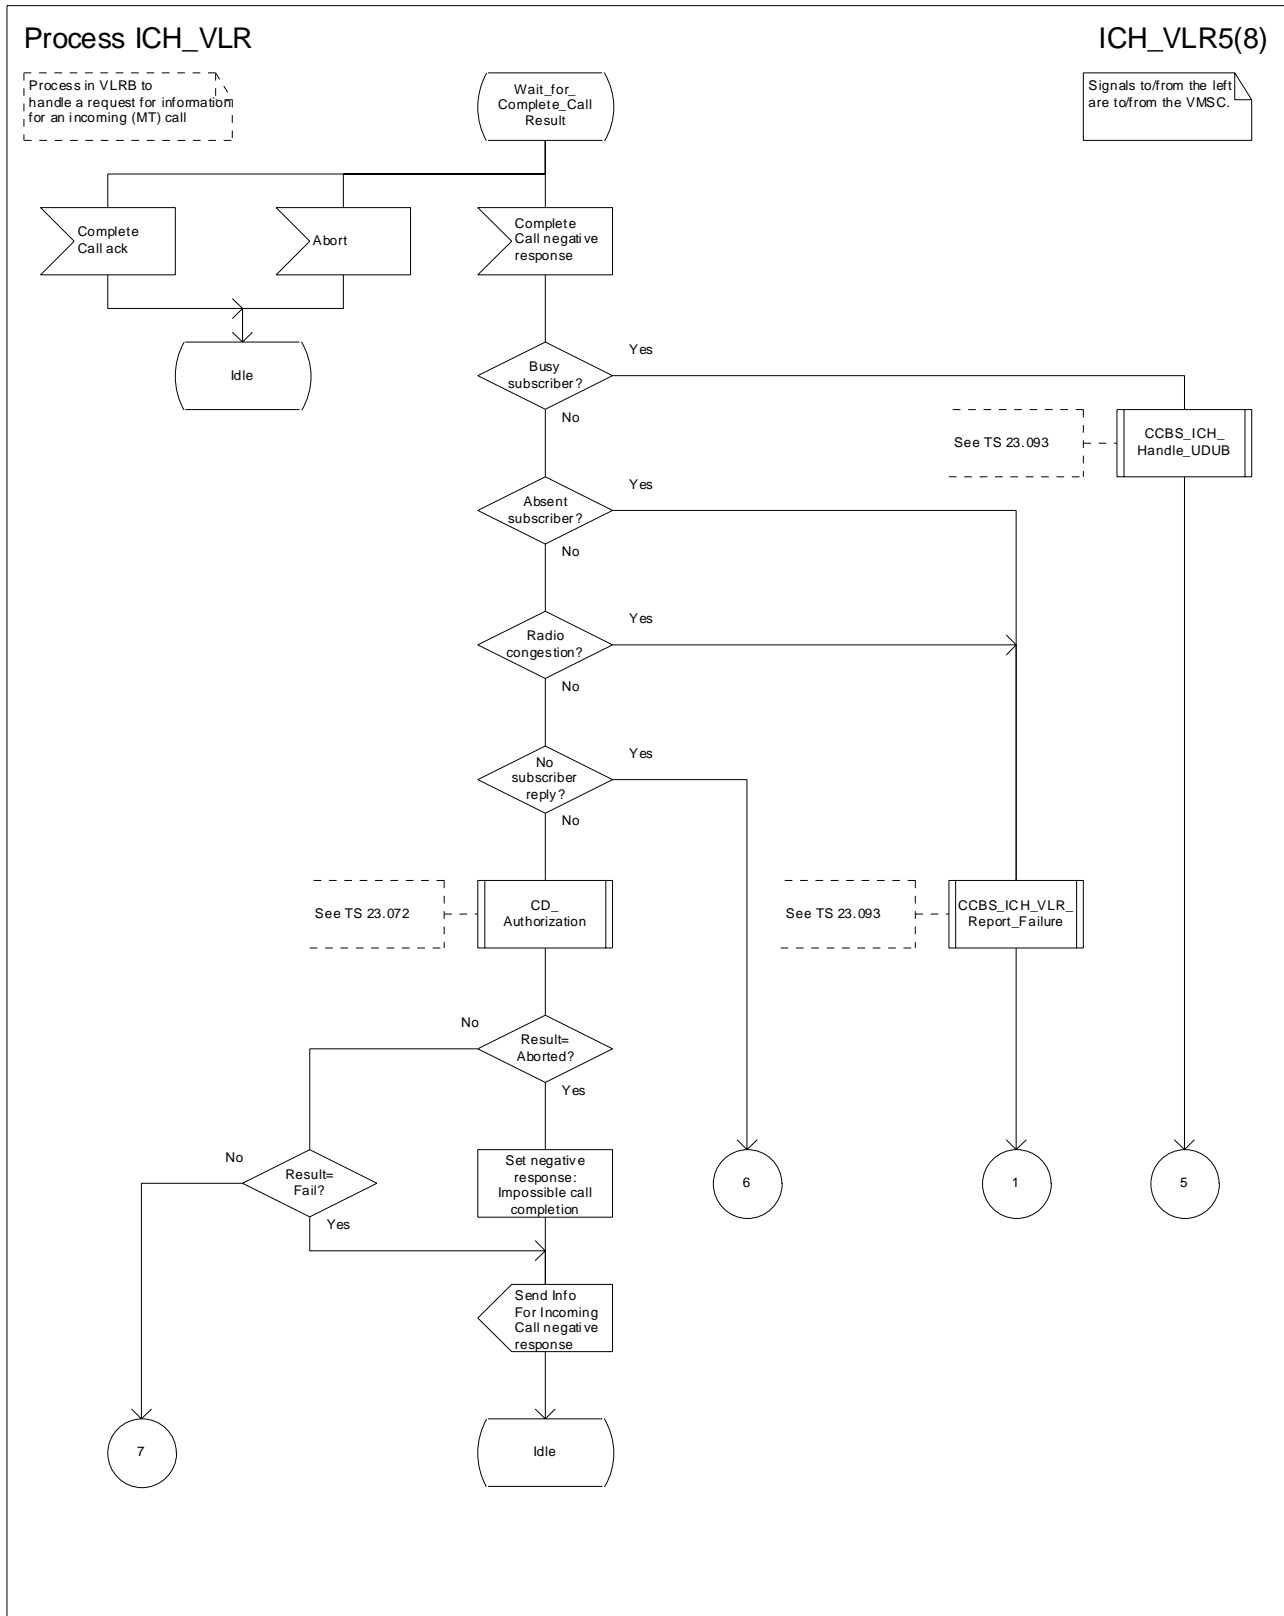 Process ICH_VLR
ICH_VLR5(8)
Process in VLRB to
handle a request for information
for an incoming (MT) call
Wait_for_
Complete_Call
Result
Signals to/from the left
are to/from the VMSC.
Complete
Call ack
Abort
Complete
Call negative
response
Idle
Busy
subscriber?
Yes
No
See TS 23.093
CCBS_ICH_
Handle_UDUB
Absent
subscriber?
Yes
No
Radio
congestion?
Yes
No
No
subscriber
reply?
Yes
No
See TS 23.072
CD_
Authorization
See TS 23.093
CCBS_ICH_VLR_
Report_Failure
No
Result=
Aborted?
Yes
No
Result=
Fail?
Yes
Set negative
response:
Impossible call
completion
6
1
5
Send Info
For Incoming
Call negative
response
7
Idle